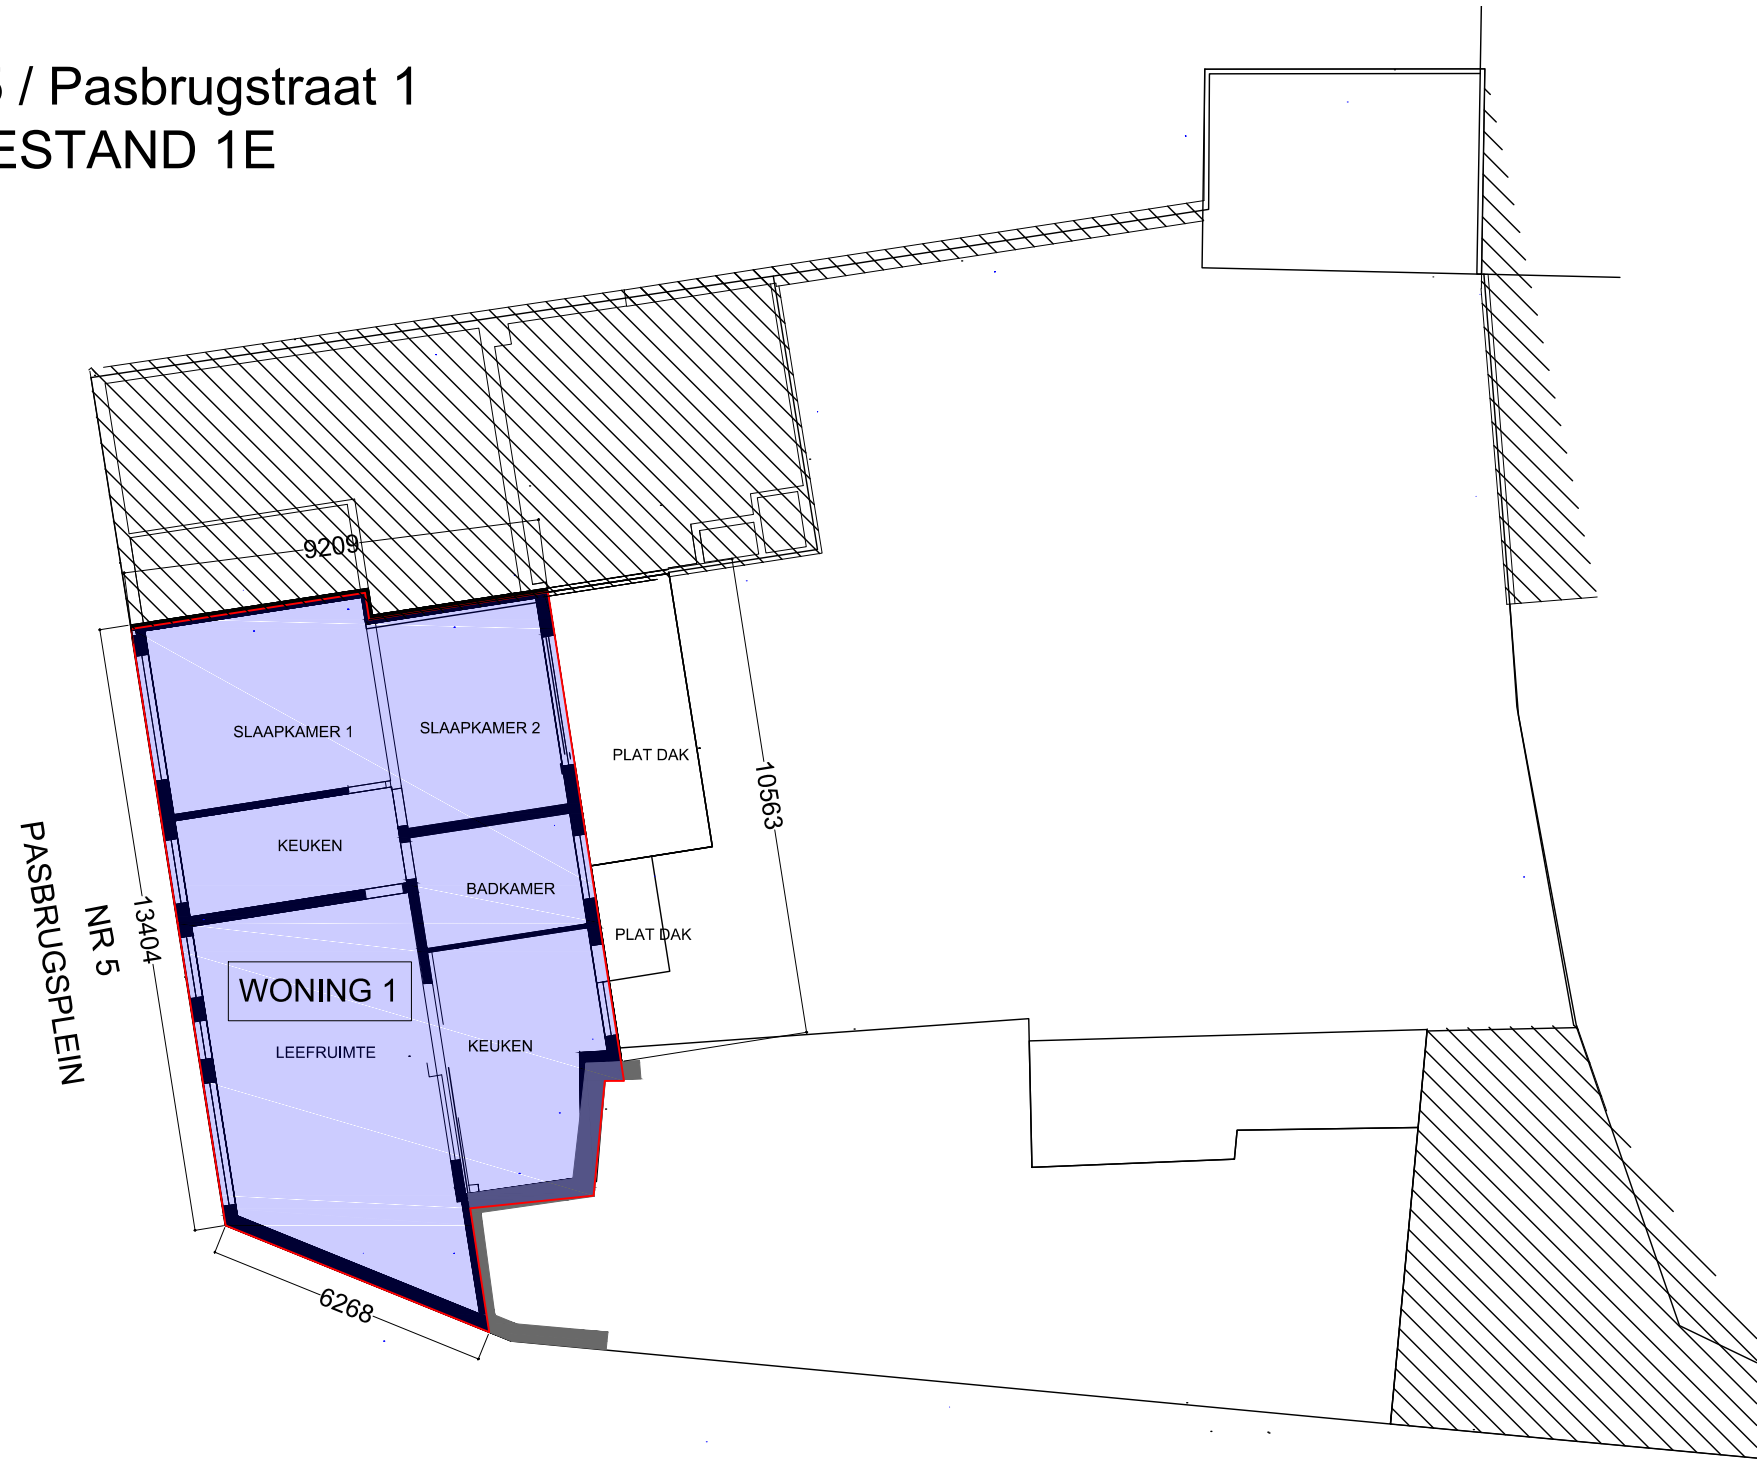 / Pasbrugstraat 1
ESTAND 1E
9209
SLAAPKAMER 1
SLAAPKAMER 2
PLAT DAK
10563
KEUKEN
BADKAMER
PLAT DAK
PASBRUGSPLEIN
NR 5
13404
WONING 1
LEEFRUIMTE
KEUKEN
6268